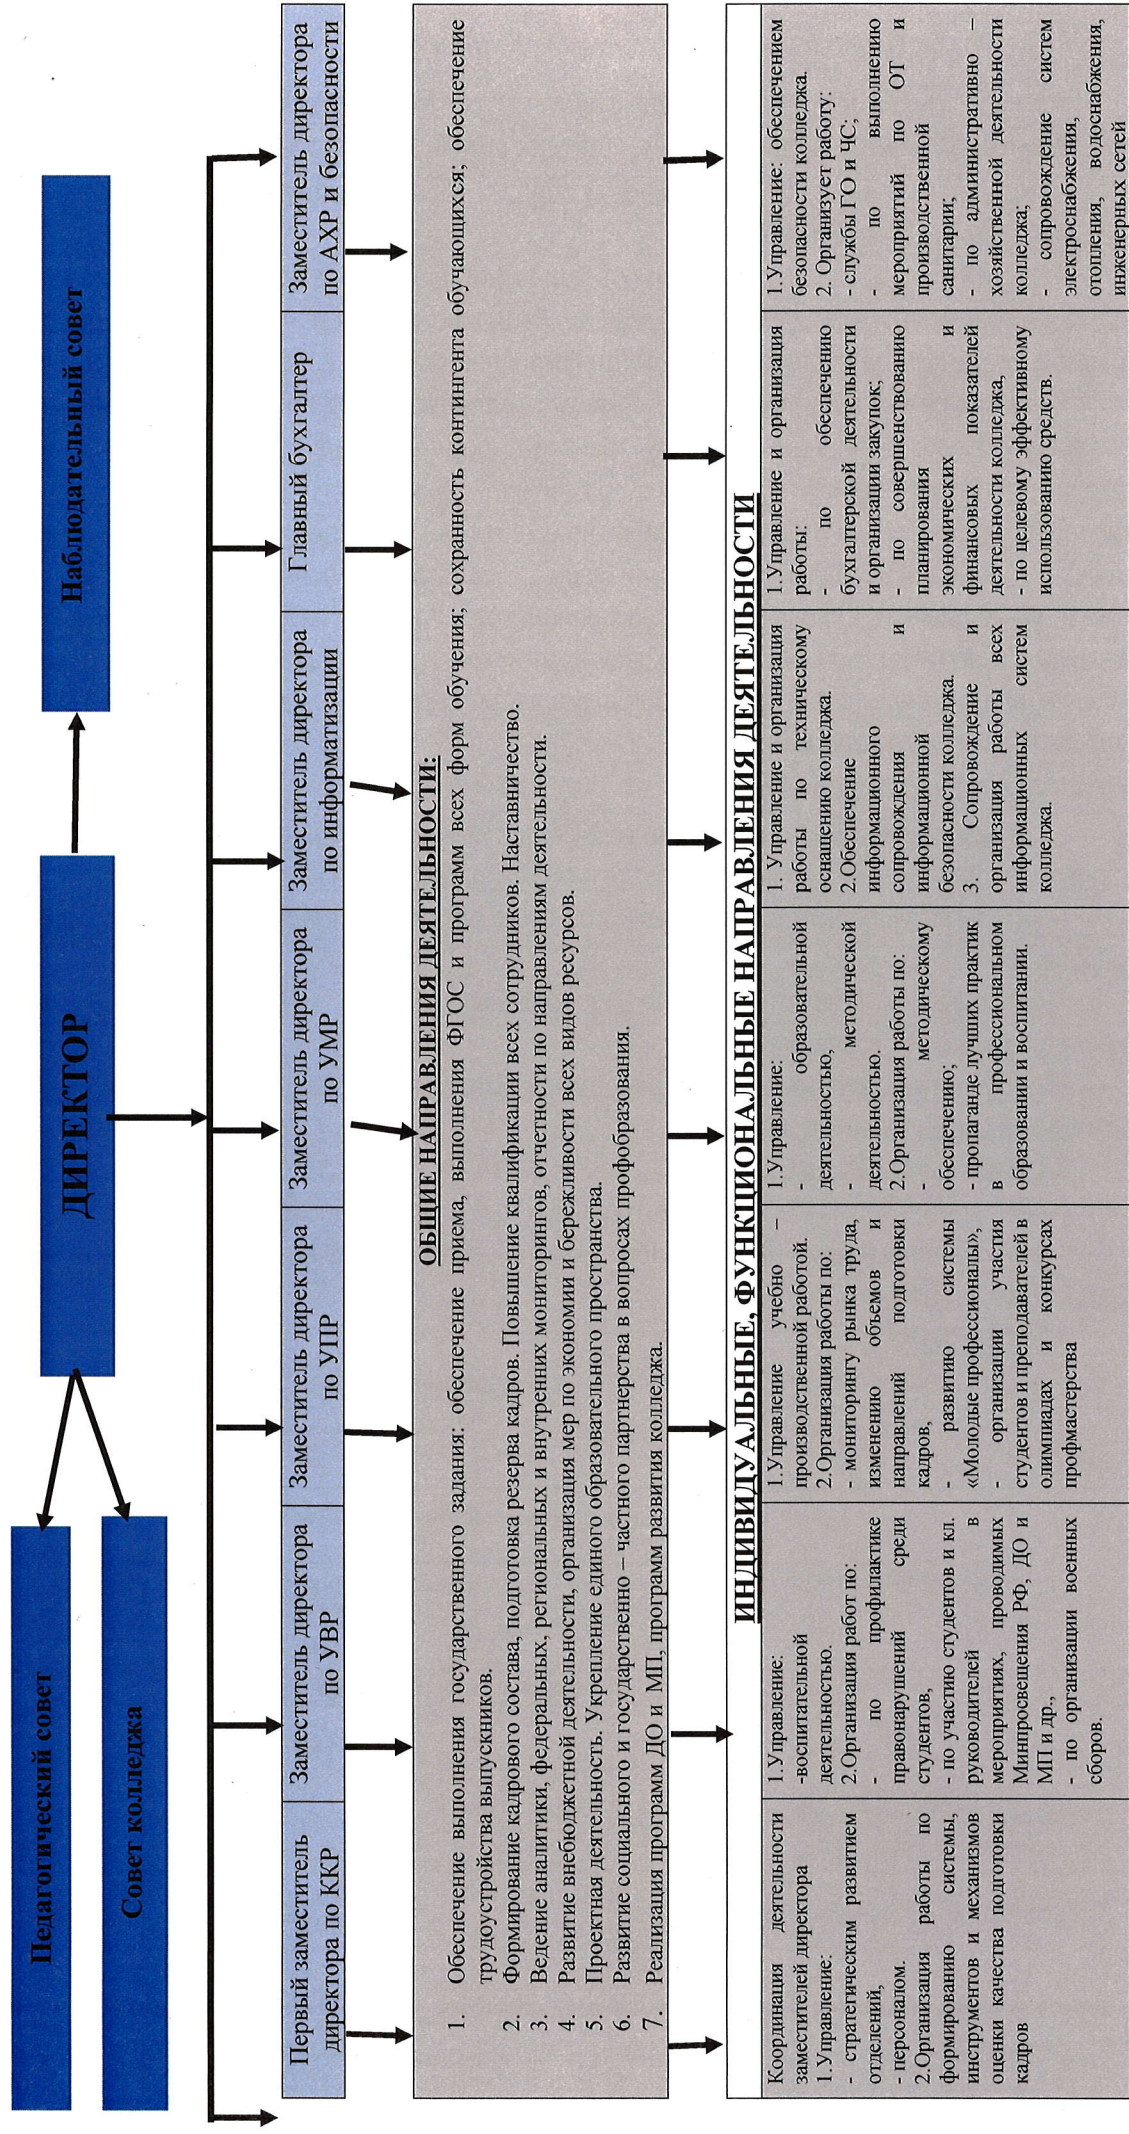 Педагогический совет
Совет колледжа
ДИРЕКТОР
Наблюдательный совет
Первый заместитель
директора по ККР
Заместитель директора
по УВР
Заместитель директора
по УПР
Заместитель директора
по УМР
Заместитель директора
по информатизации
Главный бухгалтер
Заместитель директора
по АХР и безопасности
ОБЩИЕ НАПРАВЛЕНИЯ ДЕЯТЕЛЬНОСТИ:
1. Обеспечение выполнения государственного задания: обеспечение приема, выполнения ФГОС и программ всех форм обучения; сохранность контингента обучающихся; обеспечение
трудоустройства выпускников.
2. Формирование кадрового состава, подготовка резерва кадров. Повышение квалификации всех сотрудников. Наставничество.
3. Ведение аналитики, федеральных, региональных и внутренних мониторингов, отчетности по направлениям деятельности.
4. Развитие внебюджетной деятельности, организация мер по экономии и бережливости всех видов ресурсов.
5. Проектная деятельность. Укрепление единого образовательного пространства.
6. Развитие социального и государственно – частного партнерства в вопросах профобразования.
7. Реализация программ ДО и МП, программ развития колледжа.
ИНДИВИДУАЛЬНЫЕ, ФУНКЦИОНАЛЬНЫЕ НАПРАВЛЕНИЯ ДЕЯТЕЛЬНОСТИ
Координация деятельности
заместителей директора
1.Управление:
- стратегическим развитием
отделений,
- персоналом.
2.Организация работы по
формированию системы,
инструментов и механизмов
оценки качества подготовки
кадров
1.Управление:
-воспитательной
деятельностью.
2.Организация работ по:
- по профилактике
правонарушений среди
студентов,
- по участию студентов и кл.
руководителей в
мероприятиях, проводимых
Минпросвещения РФ, ДО и
МП и др.,
- по организации военных
сборов.
1.Управление учебно –
производственной работой.
2.Организация работы по:
- мониторингу рынка труда,
изменению объемов и
направлений подготовки
кадров,
- развитию системы
«Молодые профессионалы»,
- организации участия
студентов и преподавателей в
олимпиадах и конкурсах
профмастерства
1.Управление:
- образовательной
деятельностью,
- методической
деятельностью.
2.Организация работы по:
- методическому
обеспечению;
- пропаганде лучших практик
в профессиональном
образовании и воспитании.
1. Управление и организация
работы по техническому
оснащению колледжа.
2.Обеспечение
информационного
сопровождения и
информационной
безопасности колледжа.
3. Сопровождение и
организация работы всех
информационных систем
колледжа.
1.Управление и организация
работы:
- по обеспечению
бухгалтерской деятельности
и организации закупок;
- по совершенствованию
планирования
экономических и
финансовых показателей
деятельности колледжа,
- по целевому эффективному
использованию средств.
1.Управление: обеспечением
безопасности колледжа.
2. Организует работу:
- службы ГО и ЧС;
- по выполнению
мероприятий по ОТ и
производственной
санитарии;
- по административно –
хозяйственной деятельности
колледжа;
- сопровождение систем
электроснабжения,
отопления, водоснабжения,
инженерных сетей